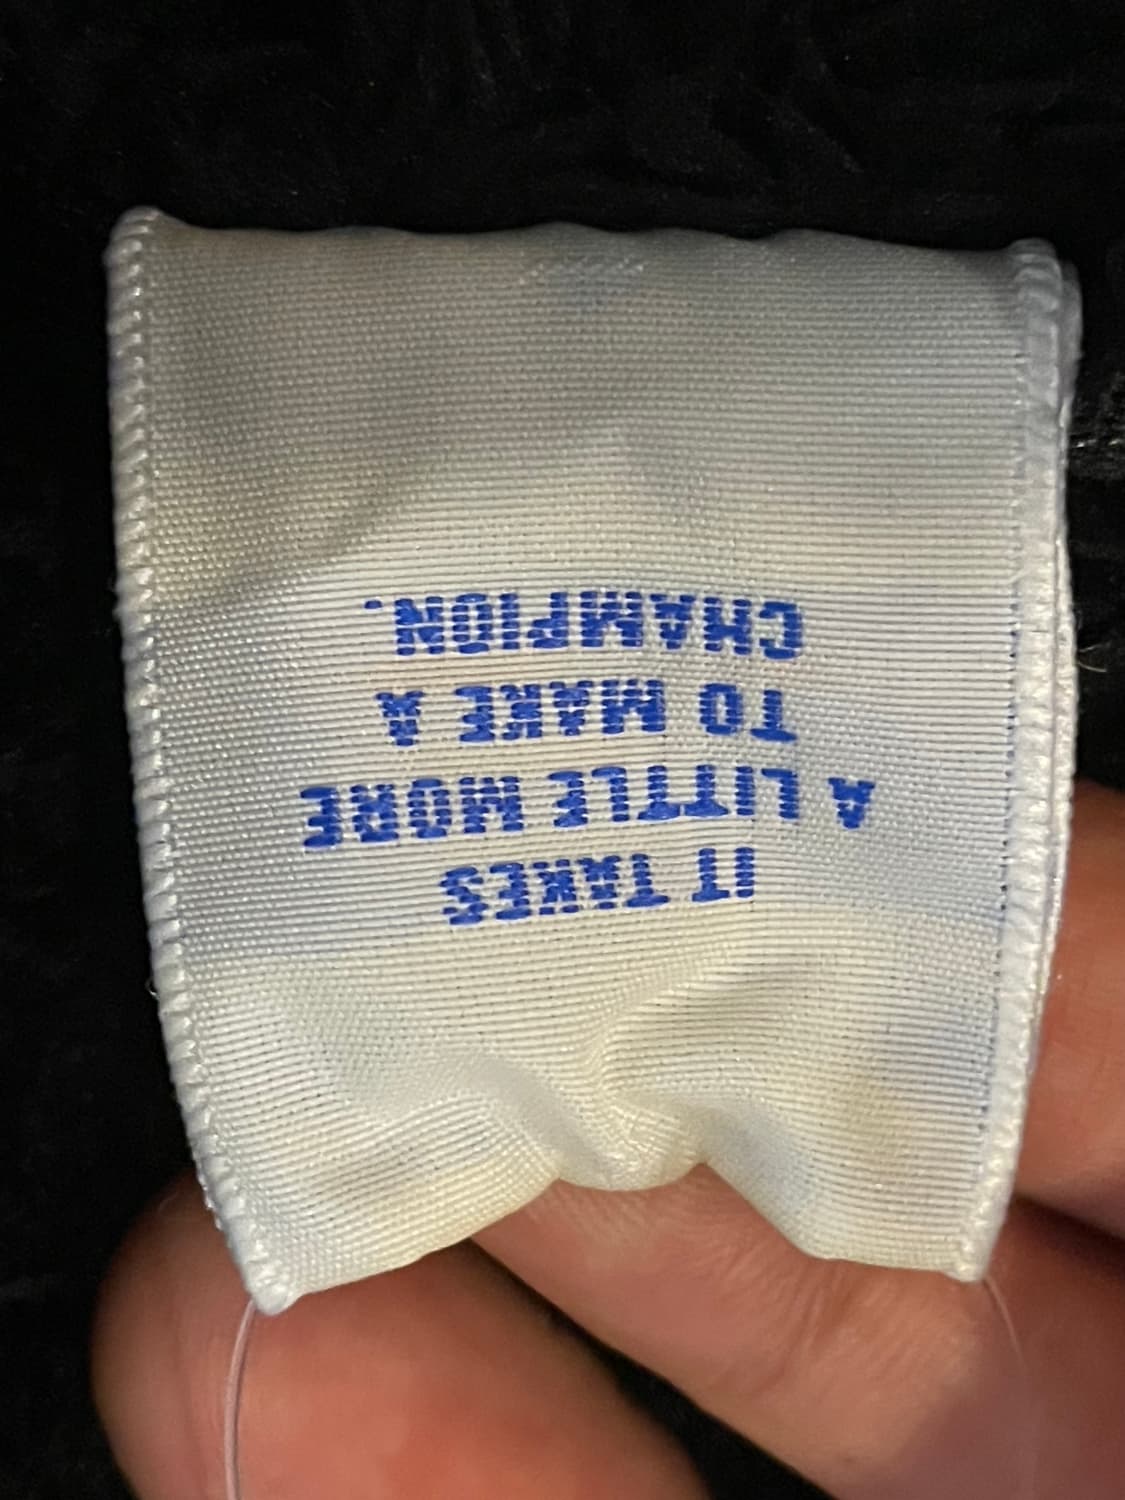 IT TAKES
A LITTLE MORE
TO MAKE A
CHAMPION.